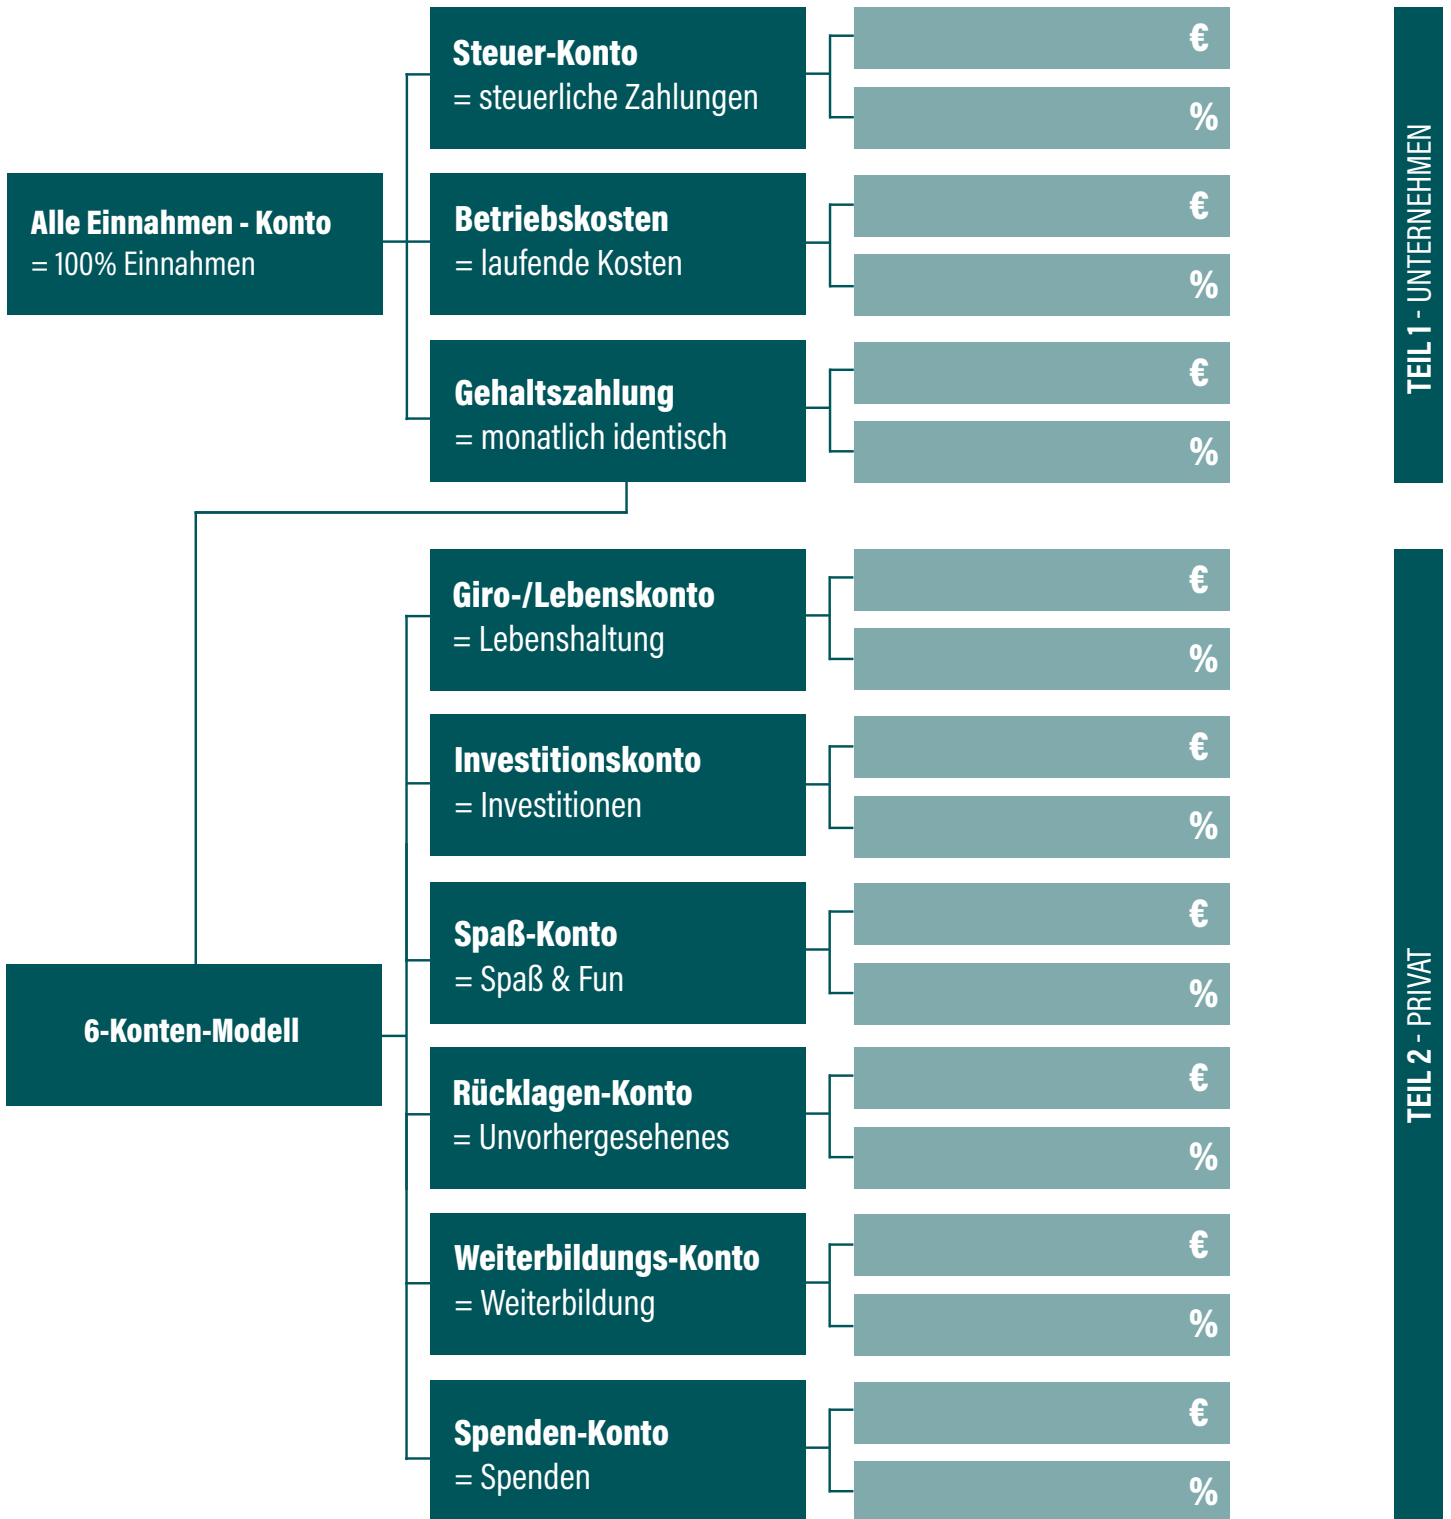 Steuer-Konto
= steuerliche Zahlungen
€
%
Alle Einnahmen - Konto
= 100% Einnahmen
Betriebskosten
= laufende Kosten
€
%
Gehaltszahlung
= monatlich identisch
€
%
TEIL 1 - UNTERNEHMEN
Giro-/Lebenskonto
= Lebenshaltung
€
%
Investitionskonto
= Investitionen
€
%
Spaß-Konto
= Spaß & Fun
€
%
6-Konten-Modell
Rücklagen-Konto
= Unvorhergesehenes
€
%
Weiterbildungs-Konto
= Weiterbildung
€
%
Spenden-Konto
= Spenden
€
%
TEIL 2 - PRIVAT